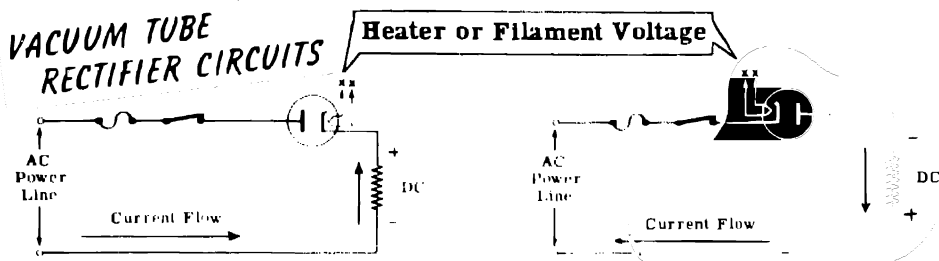 VACUUM TUBE
RECTIFIER CIRCUITS
Heater or Filament Voltage
x x
AC
Power
Line
+
DC
-
Current Flow
x x
AC
Power
Line
-
DC
+
Current Flow